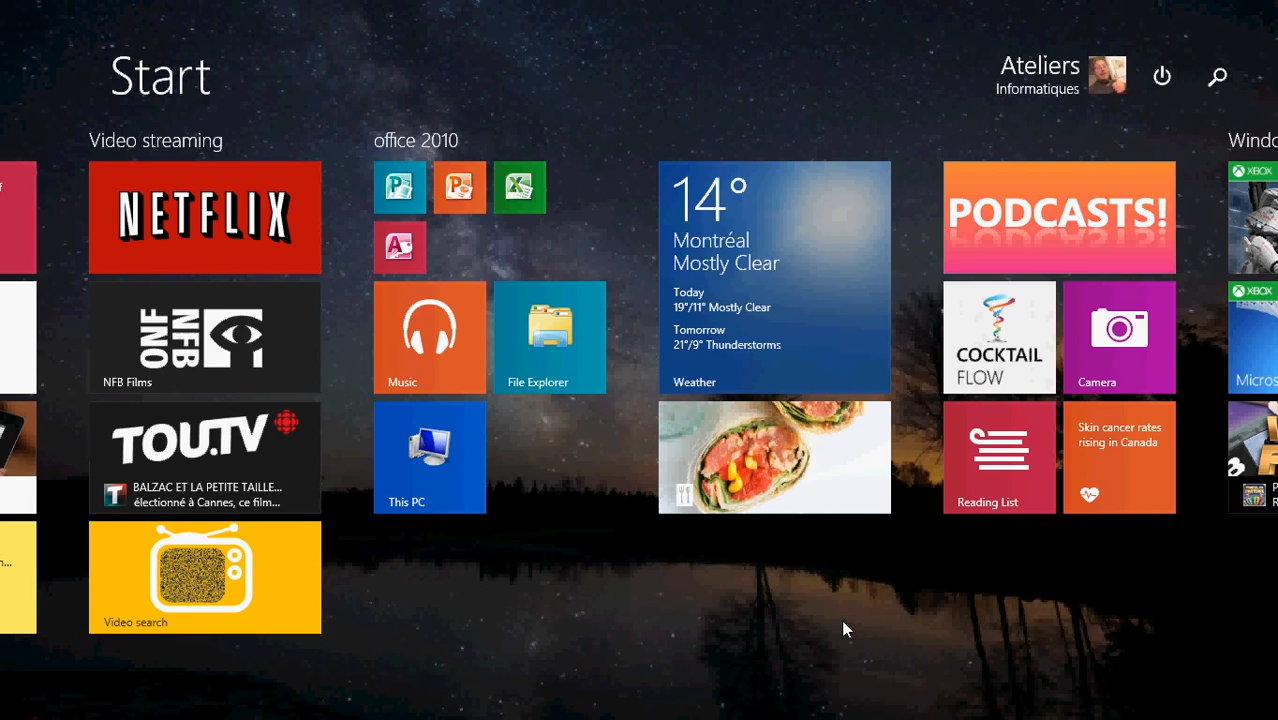 Start
Ateliers
Informatiques
Video streaming
office 2010
Windo
NETFLIX
NFB
ONF
NFB Films
TOU.TV
BALZAC ET LA PETITE TAILLE...
électionné à Cannes, ce film...
Video search
Music
File Explorer
This PC
14°
Montréal
Mostly Clear
Today
19°/11° Mostly Clear
Tomorrow
21°/9° Thunderstorms
Weather
PODCASTS!
COCKTAIL
FLOW
Camera
Reading List
Skin cancer rates
rising in Canada
XBOX
XBOX
Micros